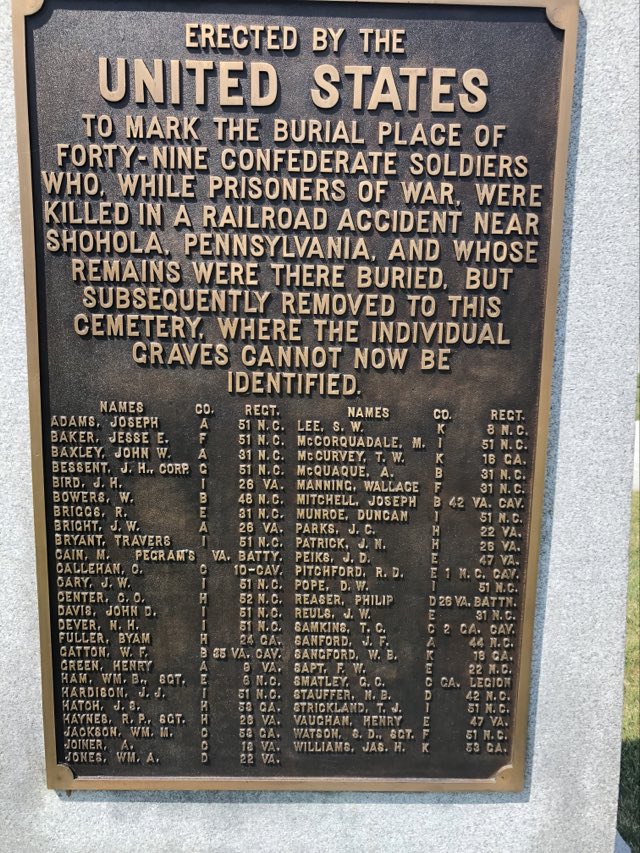 ERECTED BY THE
UNITED STATES
TO MARK THE BURIAL PLACE OF
FORTY-NINE CONFEDERATE SOLDIERS
WHO, WHILE PRISONERS OF WAR, WERE
KILLED IN A RAILROAD ACCIDENT NEAR
SHOHOLA, PENNSYLVANIA, AND WHOSE
REMAINS WERE THERE BURIED, BUT
SUBSEQUENTLY REMOVED TO THIS
CEMETERY, WHERE THE INDIVIDUAL
GRAVES CANNOT NOW BE
IDENTIFIED.
NAMES CO. REGT.
ADAMS, JOSEPH A 51 N.C.
BAKER, JESSE E. F 51 N.C.
BAXLEY, JOHN W. A 31 N.C.
BESSENT, J. H., CORP. G 51 N.C.
BIRD, J. H. I 26 VA.
BOWERS, W. B 48 N.C.
BRIGGS, R. E 31 N.C.
BRIGHT, J. W. A 26 VA.
BRYANT, TRAVERS I 51 N.C.
CAIN, M. PEGRAM'S VA. BATTY.
CALLEHAN, O. C 10-CAV.
CARY, J. W. I 51 N.C.
CENTER, C. O. H 52 N.C.
DAVIS, JOHN D. I 51 N.C.
DEVER, N. H. I 51 N.C.
FULLER, BYAM H 24 GA.
GATTON, W. F. B 35 VA. CAV.
GREEN, HENRY A 9 VA.
HAM, WM. B., SGT. E 8 N.C.
HARDISON, J. J. I 51 N.C.
HATCH, J. S. H 53 GA.
HAYNES, R. P., SGT. H 26 VA.
JACKSON, WM. M. G 53 GA.
JOINER, A. G 18 VA.
JONES, WM. A. D 22 VA.
NAMES CO. REGT.
LEE, S. W. K 8 N.C.
McCORQUADALE, M. I 51 N.C.
McCURVEY, T. W. K 16 GA.
McQUAQUE, A. B 31 N.C.
MANNING, WALLACE F 31 N.C.
MITCHELL, JOSEPH B 42 VA. CAV.
MUNROE, DUNCAN I 51 N.C.
PARKS, J. C. H 22 VA.
PATRICK, J. N. H 26 VA.
PEIKS, J. D. E 47 VA.
PITCHFORD, R. D. E 1 N.C. CAV.
POPE, D. W. I 51 N.C.
REASER, PHILIP D 26 VA. BATTN.
REULS, J. W. E 31 N.C.
SAMKINS, T. C. C 2 GA. CAV.
SANFORD, J. F. A 44 N.C.
SANGFORD, W. B. K 16 GA.
SAPT, F. W. E 22 N.C.
SMATLEY, G. C. C GA. LEGION
STAUFFER, N. B. D 42 N.C.
STRICKLAND, T. J. I 51 N.C.
VAUGHAN, HENRY E 47 VA.
WATSON, S. D., SGT. F 51 N.C.
WILLIAMS, JAS. H. K 53 GA.